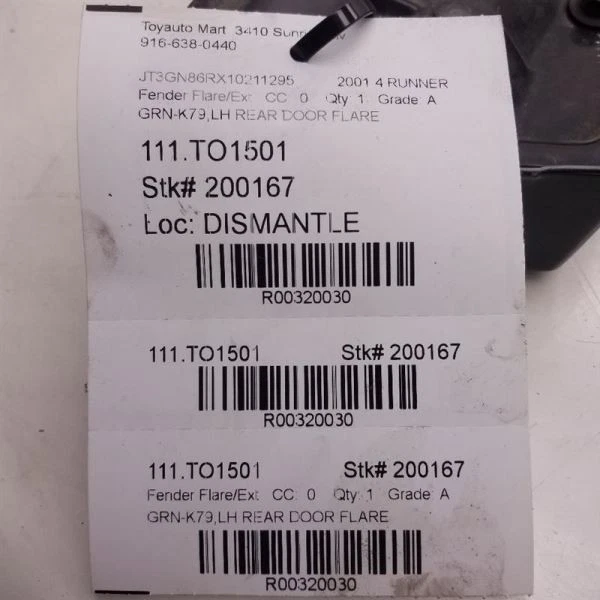 Toyauto Mart 3410
916-638-0440
JT3GN86RX10211295 2001 4 RUNNER
Fender Flare/Ext CC: 0 Qty: 1 Grade: A
GRN-K79,LH REAR DOOR FLARE
111.TO1501
Stk# 200167
Loc: DISMANTLE
R00320030
111.TO1501 Stk# 200167
R00320030
111.TO1501 Stk# 200167
Fender Flare/Ext CC: 0 Qty: 1 Grade: A
GRN-K79,LH REAR DOOR FLARE
R00320030